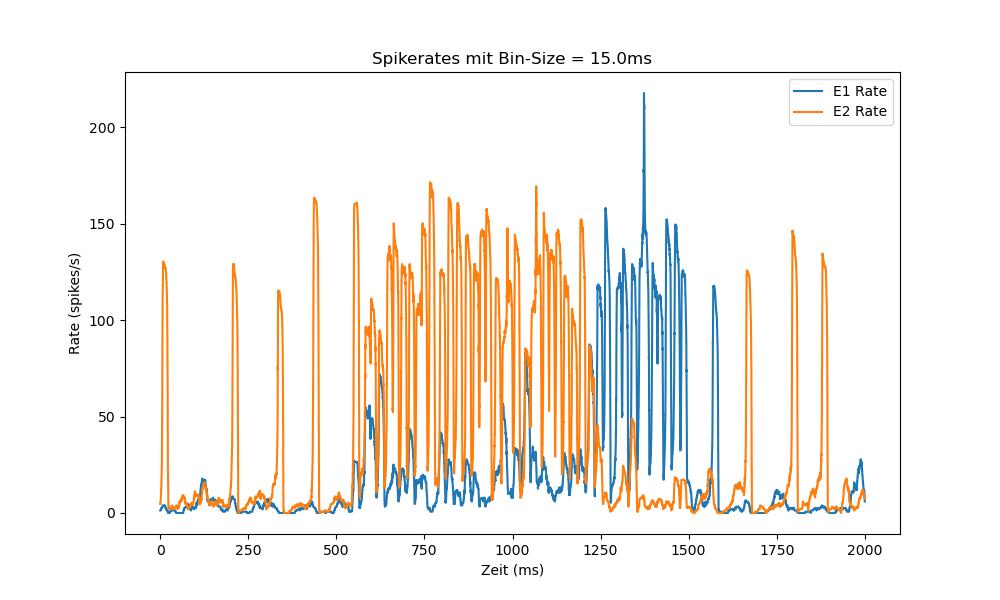 Spikerates mit Bin-Size = 15.0ms
E1 Rate
E2 Rate
Rate (spikes/s)
200
150
100
50
0
0 250 500 750 1000 1250 1500 1750 2000
Zeit (ms)